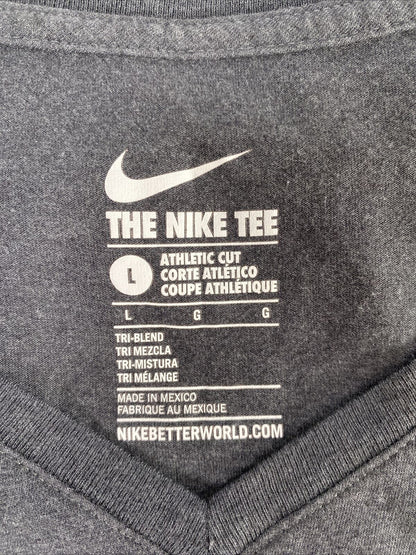 THE NIKE TEE
L
ATHLETIC CUT
CORTE ATLÉTICO
COUPE ATHLÉTIQUE
L G G
TRI-BLEND
TRI MEZCLA
TRI-MISTURA
TRI MÉLANGE
MADE IN MEXICO
FABRIQUE AU MEXIQUE
NIKEBETTERWORLD.COM